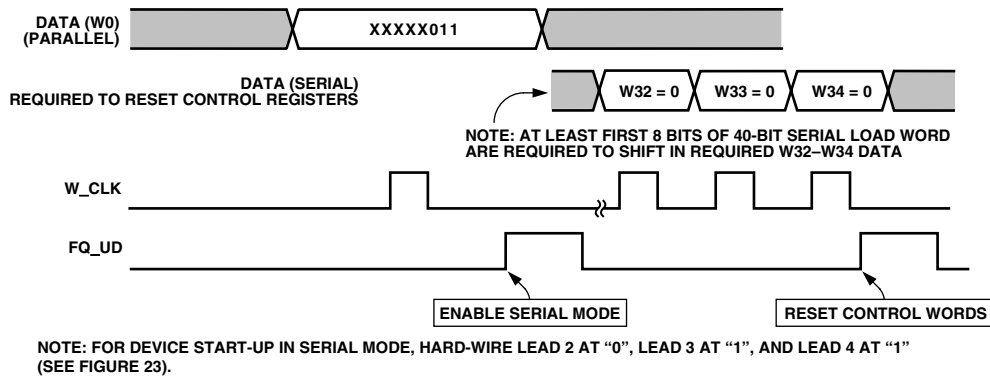 DATA (W0)
(PARALLEL)
XXXXX011
DATA (SERIAL)
REQUIRED TO RESET CONTROL REGISTERS
W32 = 0
W33 = 0
W34 = 0
NOTE: AT LEAST FIRST 8 BITS OF 40-BIT SERIAL LOAD WORD
ARE REQUIRED TO SHIFT IN REQUIRED W32–W34 DATA
W_CLK
FQ_UD
ENABLE SERIAL MODE
RESET CONTROL WORDS
NOTE: FOR DEVICE START-UP IN SERIAL MODE, HARD-WIRE LEAD 2 AT “0”, LEAD 3 AT “1”, AND LEAD 4 AT “1”
(SEE FIGURE 23).